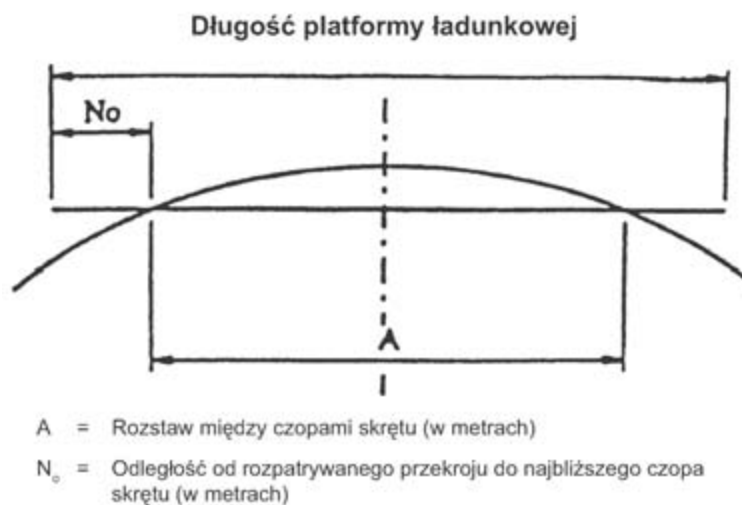 Długość platformy ładunkowej
No
A
A = Rozstaw między czopami skrętu (w metrach)
No = Odległość od rozpatrywanego przekroju do najbliższego czopa
skrętu (w metrach)